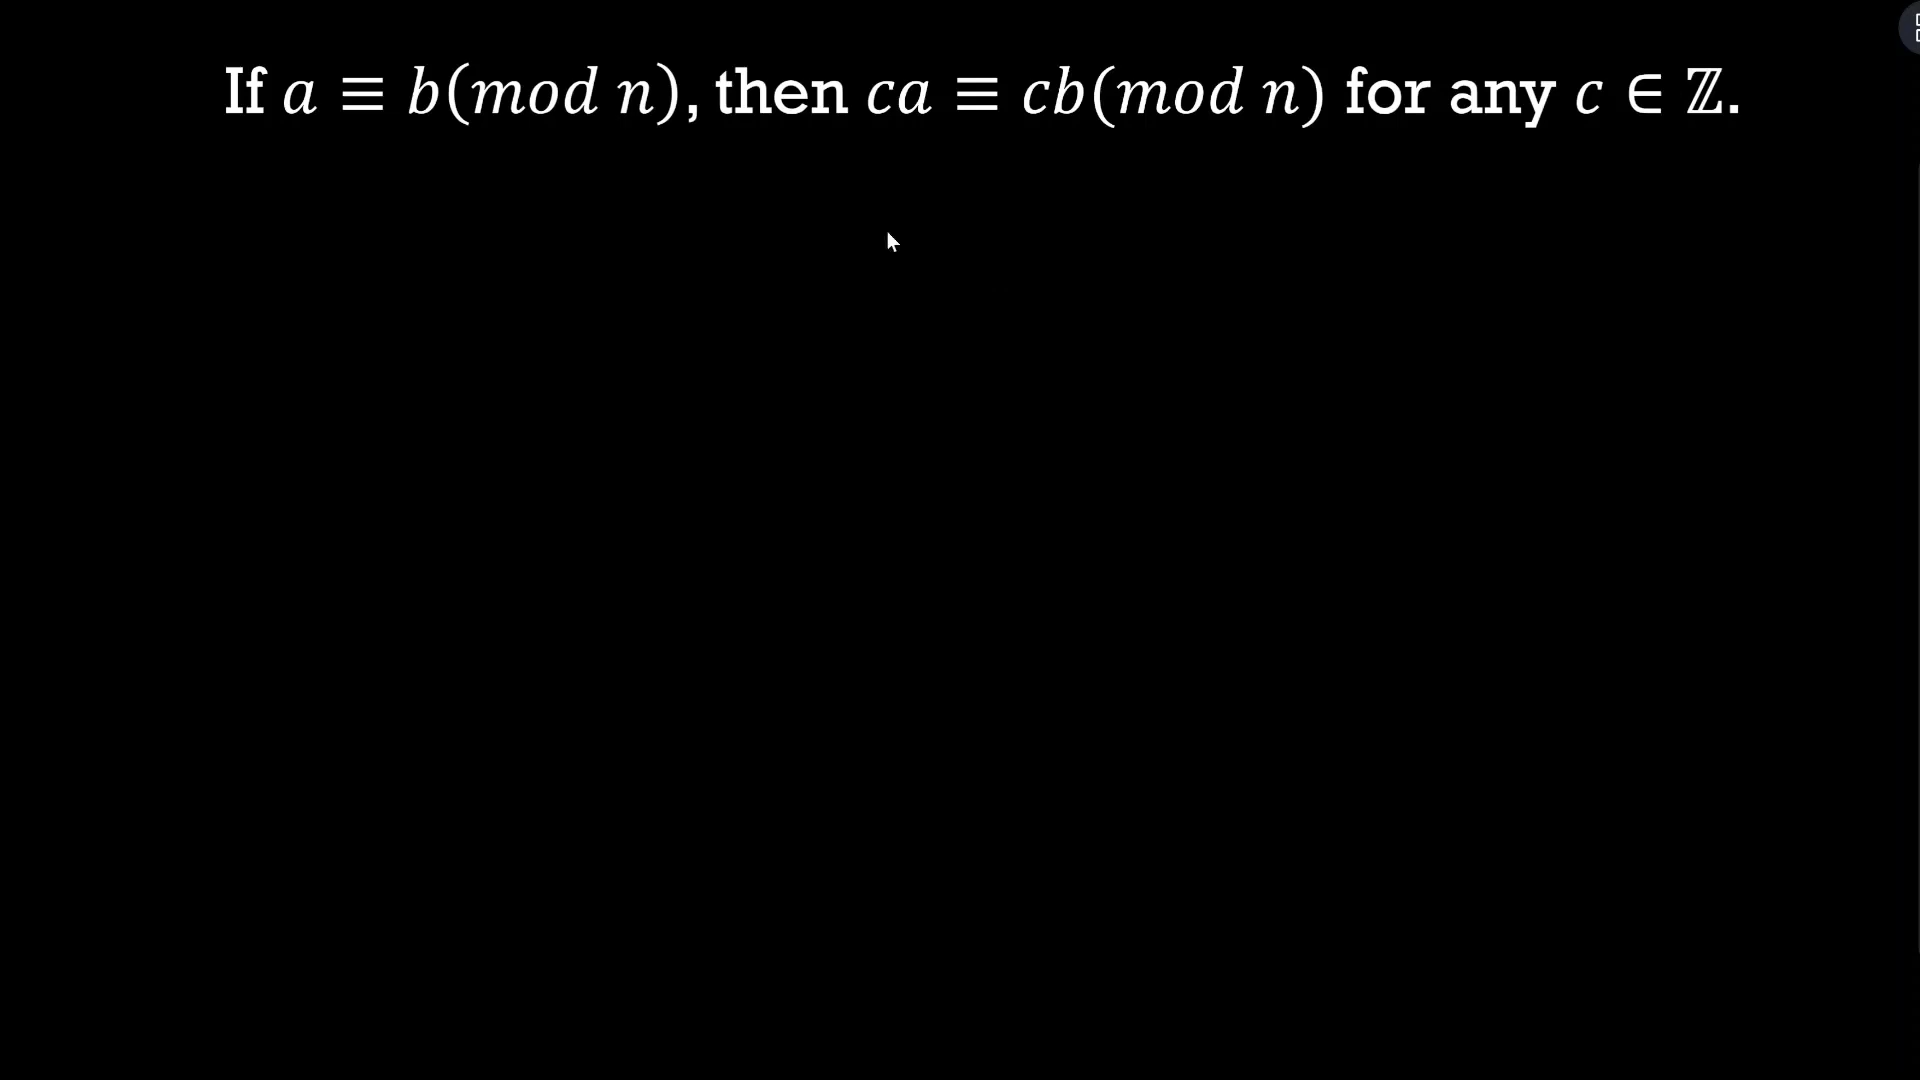 If a ≡ b(mod n), then ca ≡ cb(mod n) for any c ∈ ℤ.